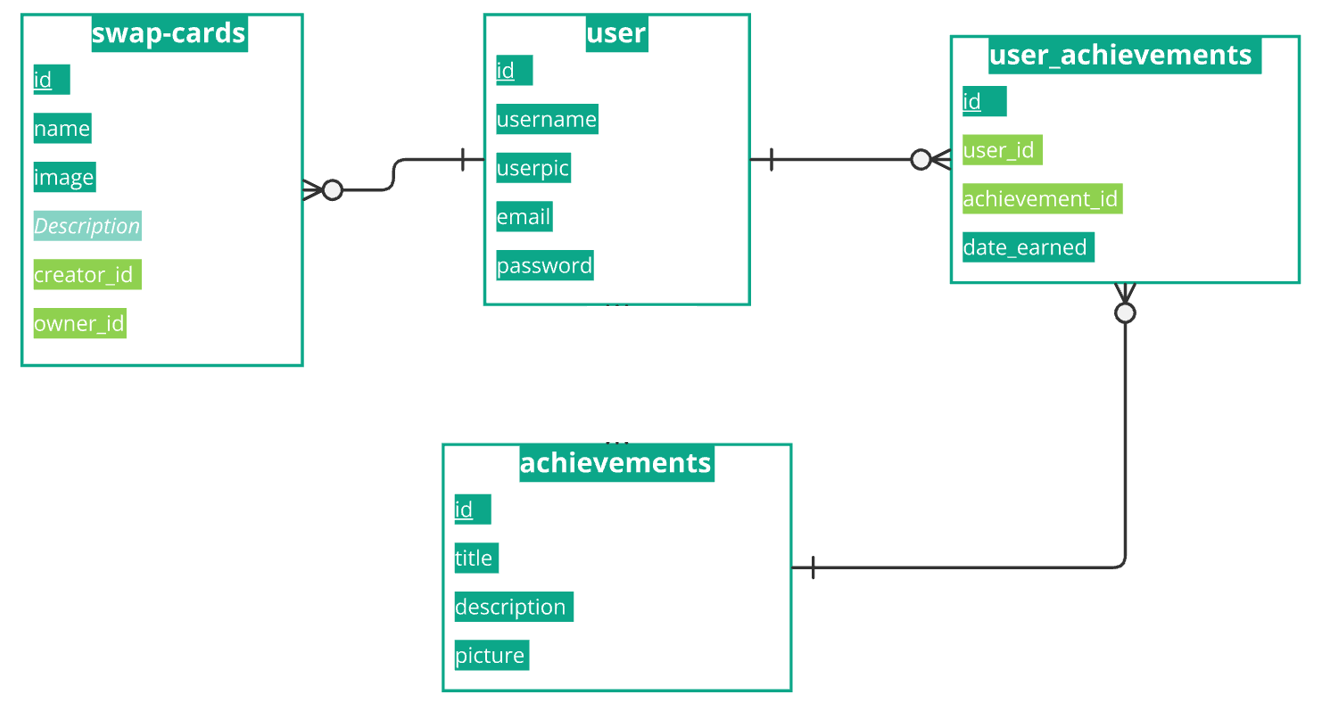 swap-cards
id
name
image
Description
creator_id
owner_id
user
id
username
userpic
email
password
user_achievements
id
user_id
achievement_id
date_earned
achievements
id
title
description
picture